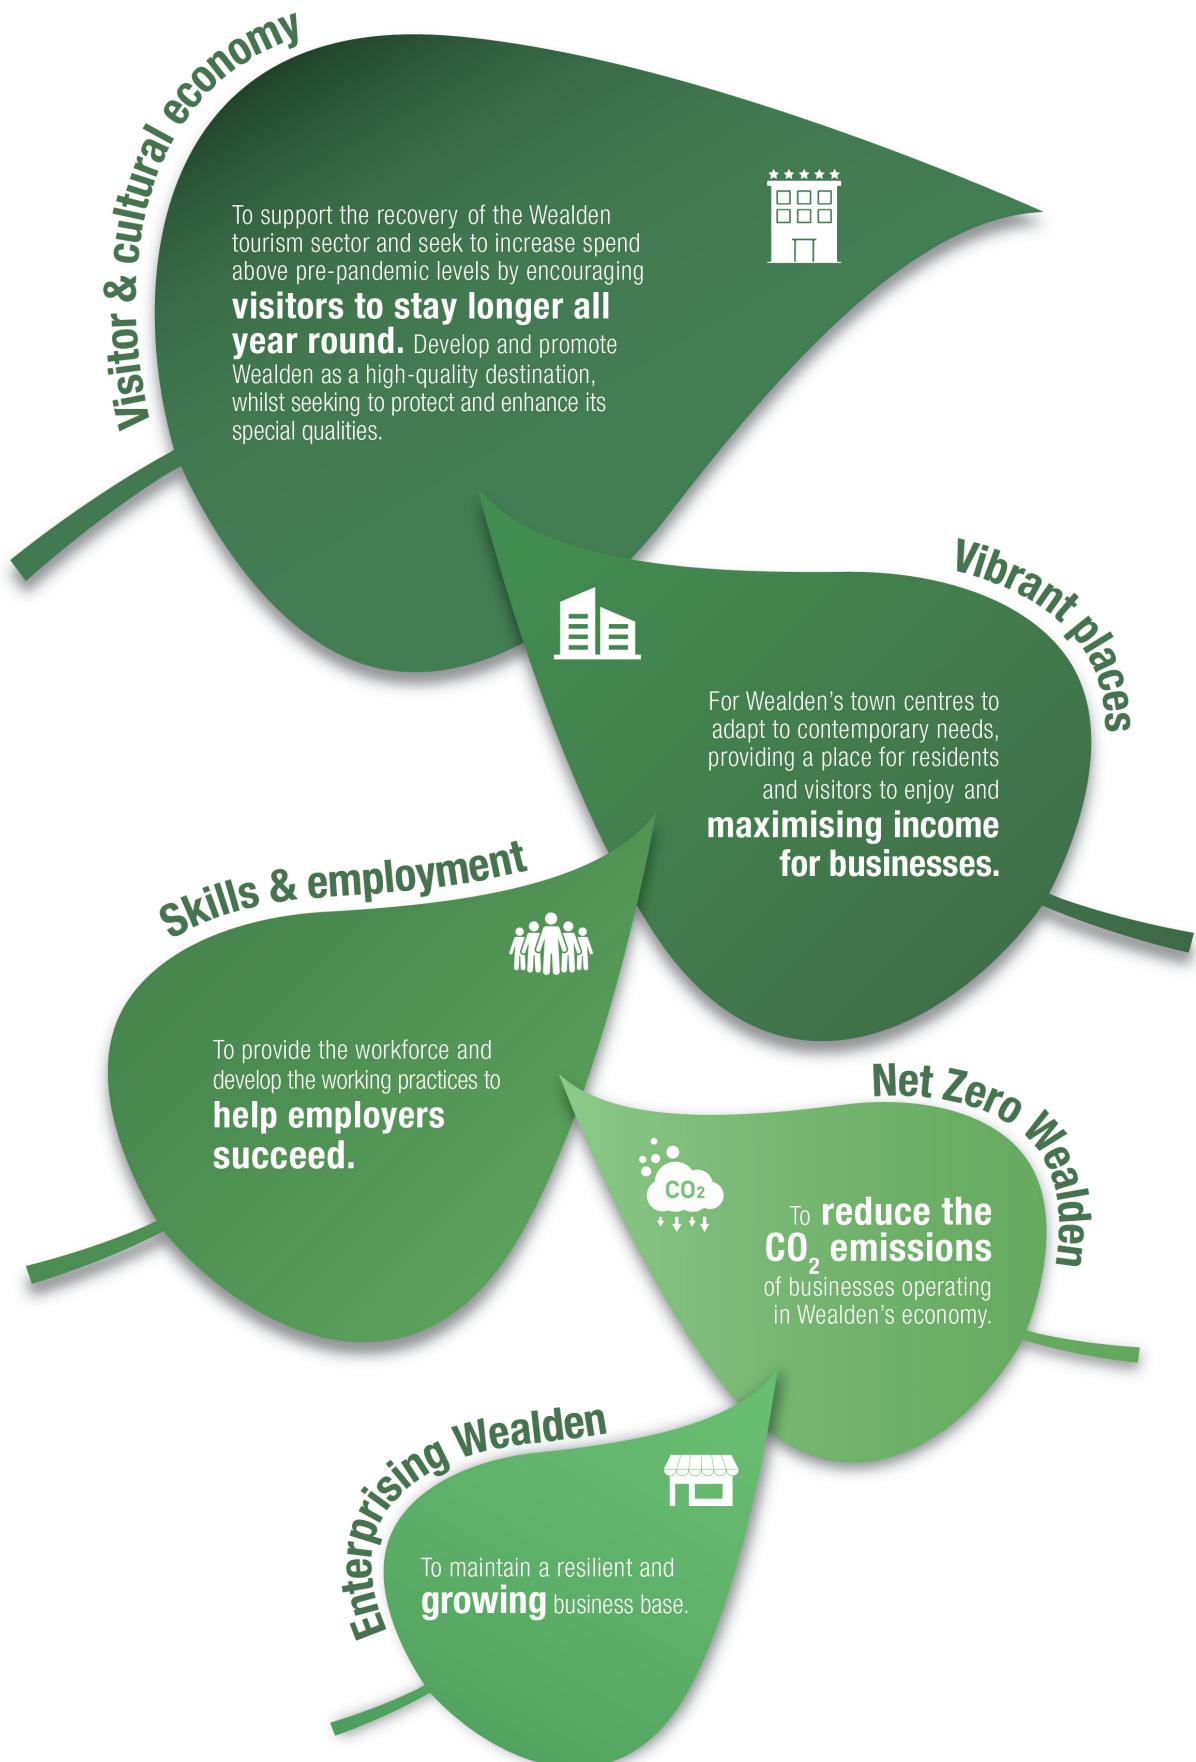 Visitor & cultural economy
To support the recovery of the Wealden
tourism sector and seek to increase spend
above pre-pandemic levels by encouraging
visitors to stay longer all
year round. Develop and promote
Wealden as a high-quality destination,
whilst seeking to protect and enhance its
special qualities.
Vibrant places
For Wealden’s town centres to
adapt to contemporary needs,
providing a place for residents
and visitors to enjoy and
maximising income
for businesses.
Skills & employment
To provide the workforce and
develop the working practices to
help employers
succeed.
Net Zero Wealden
CO2
To reduce the
CO₂ emissions
of businesses operating
in Wealden’s economy.
Enterprising Wealden
To maintain a resilient and
growing business base.